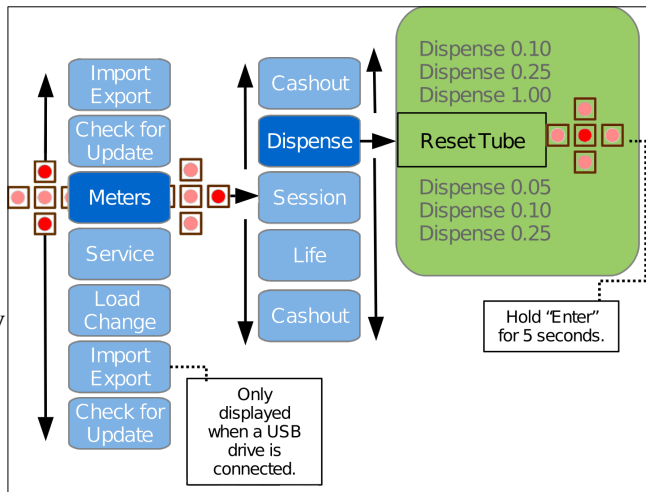 Import
Export
Check for
Update
Meters
Service
Load
Change
Import
Export
Check for
Update
Only
displayed
when a USB
drive is
connected.
Cashout
Dispense
Session
Life
Cashout
Dispense 0.10
Dispense 0.25
Dispense 1.00
Reset Tube
Dispense 0.05
Dispense 0.10
Dispense 0.25
Hold “Enter”
for 5 seconds.